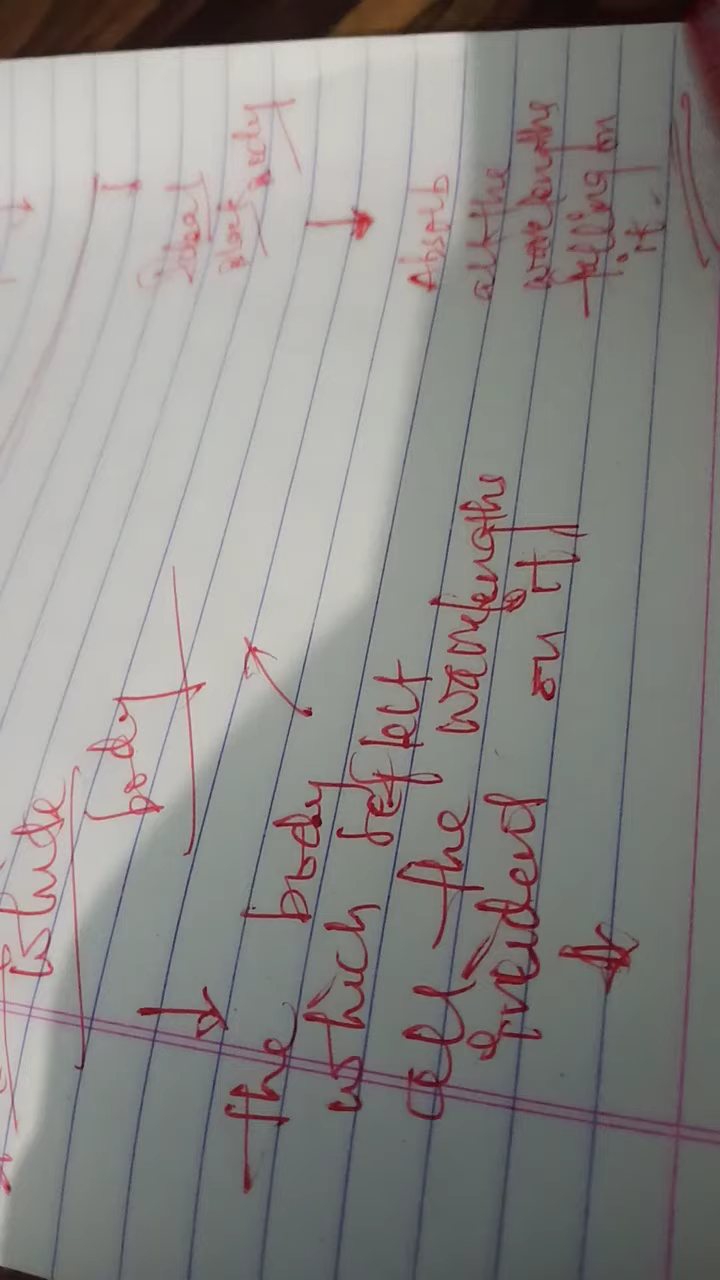 white
body
the body
which reflect
all the wavelengths
incident on it
Ideal
Black body
Absorb
all the
wavelengths
falling on
it.